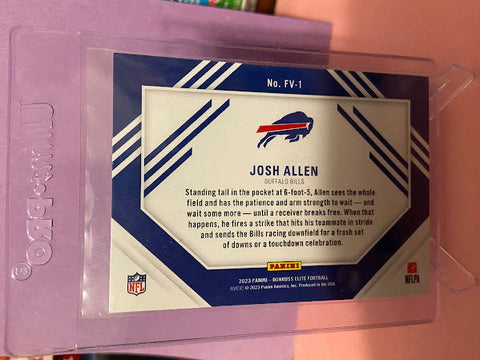 No. FV-1
JOSH ALLEN
BUFFALO BILLS
Standing tall in the pocket at 6-foot-5, Allen sees the whole
field and has the patience and arm strength to wait — and
wait some more — until a receiver breaks free. When that
happens, he fires a strike that hits his teammate in stride
and sends the Bills racing downfield for a fresh set
of downs or a touchdown celebration.
PANINI
2023 PANINI - DONRUSS ELITE FOOTBALL
© 2023 Panini America, Inc. Produced in the USA.
NFL
NFLPA
Ultra·PRO